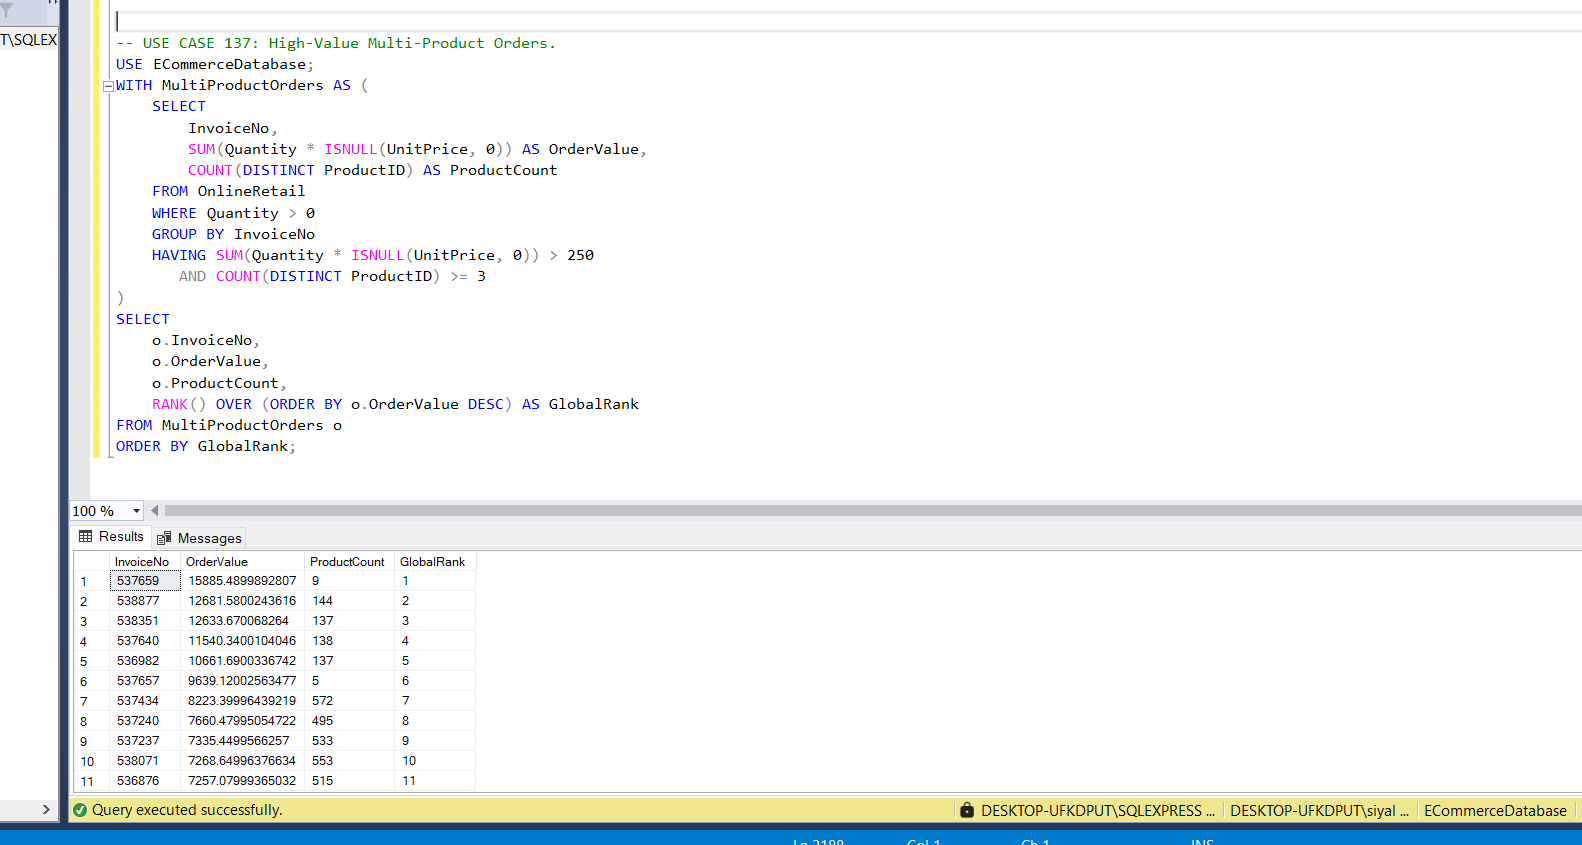 T\SQLEX
-- USE CASE 137: High-Value Multi-Product Orders.
USE ECommerceDatabase;
WITH MultiProductOrders AS (
SELECT
InvoiceNo,
SUM(Quantity * ISNULL(UnitPrice, 0)) AS OrderValue,
COUNT(DISTINCT ProductID) AS ProductCount
FROM OnlineRetail
WHERE Quantity > 0
GROUP BY InvoiceNo
HAVING SUM(Quantity * ISNULL(UnitPrice, 0)) > 250
AND COUNT(DISTINCT ProductID) >= 3
)
SELECT
o.InvoiceNo,
o.OrderValue,
o.ProductCount,
RANK() OVER (ORDER BY o.OrderValue DESC) AS GlobalRank
FROM MultiProductOrders o
ORDER BY GlobalRank;
100 %
Results Messages
InvoiceNo OrderValue ProductCount GlobalRank
1 537659 15885.4899892807 9 1
2 538877 12681.5800243616 144 2
3 538351 12633.670068264 137 3
4 537640 11540.3400104046 138 4
5 536982 10661.6900336742 137 5
6 537657 9639.12002563477 5 6
7 537434 8223.39996439219 572 7
8 537240 7660.47995054722 495 8
9 537237 7335.4499566257 533 9
10 538071 7268.64996376634 553 10
11 536876 7257.07999365032 515 11
Query executed successfully. DESKTOP-UFKDPUT\SQLEXPRESS ... DESKTOP-UFKDPUT\siyal ... ECommerceDatabase
Ln 2188 Col 1 Ch 1 INS